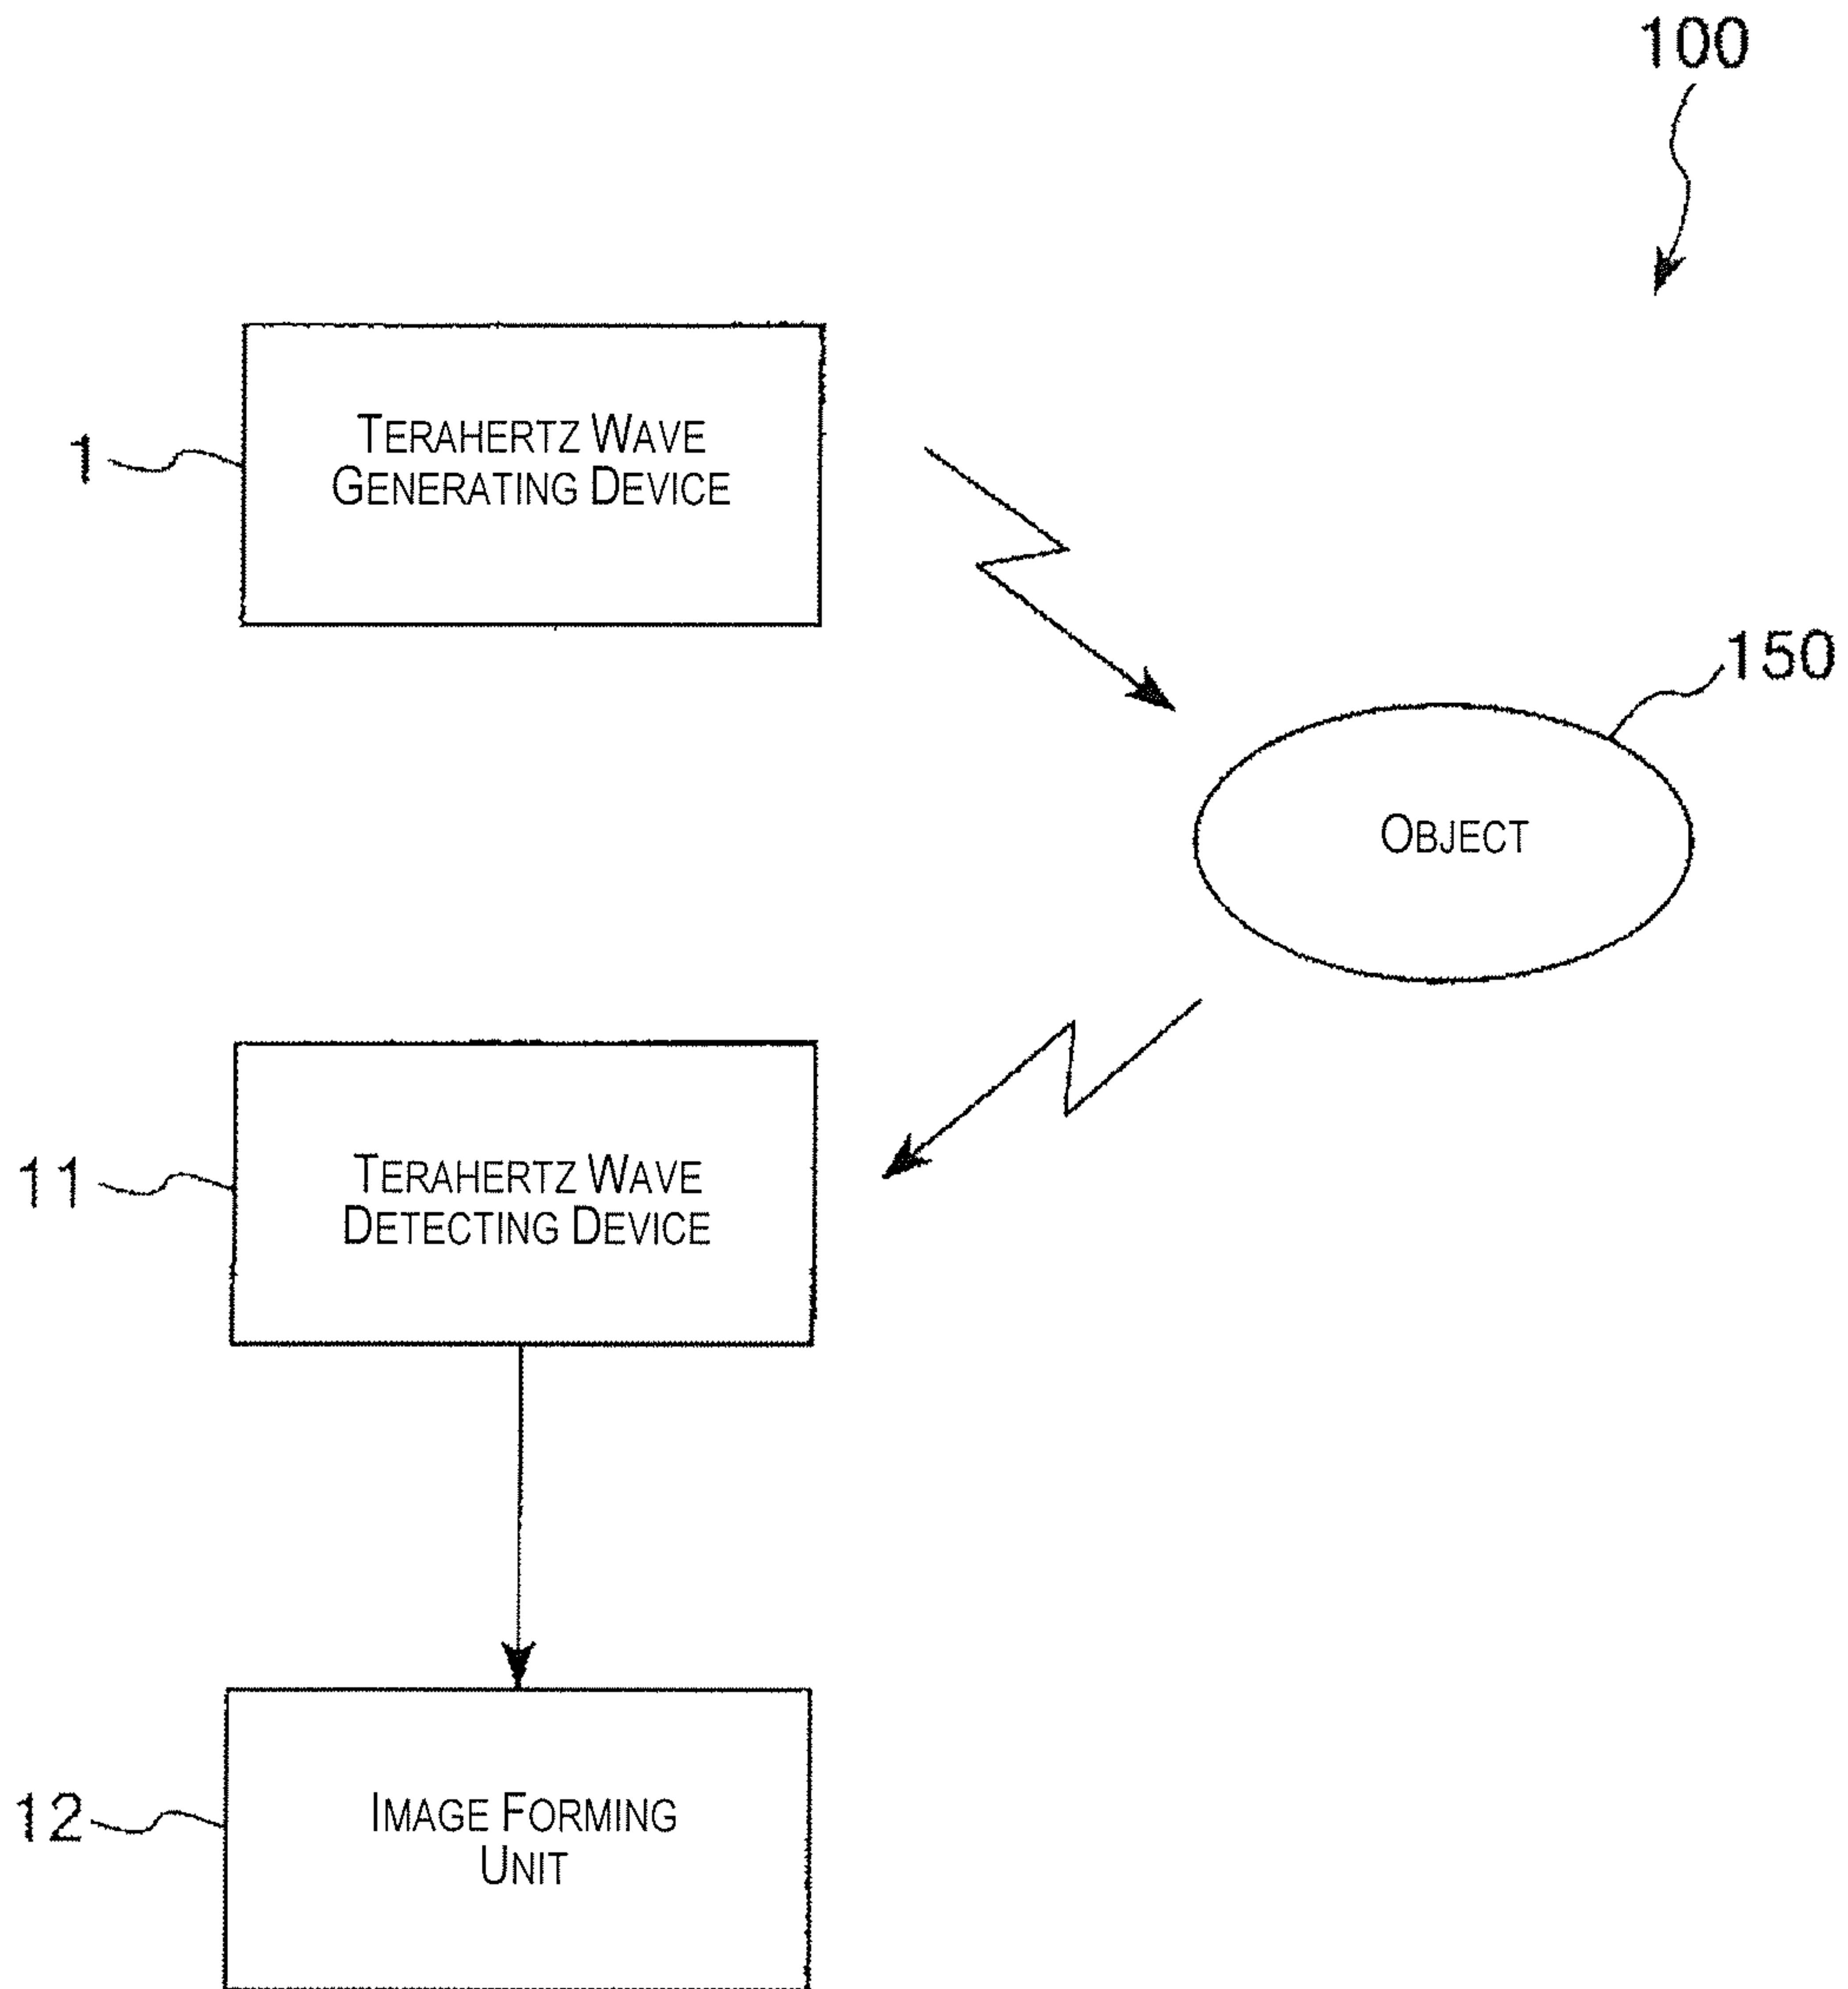 100
1
TERAHERTZ WAVE
GENERATING DEVICE
150
OBJECT
11
TERAHERTZ WAVE
DETECTING DEVICE
12
IMAGE FORMING
UNIT